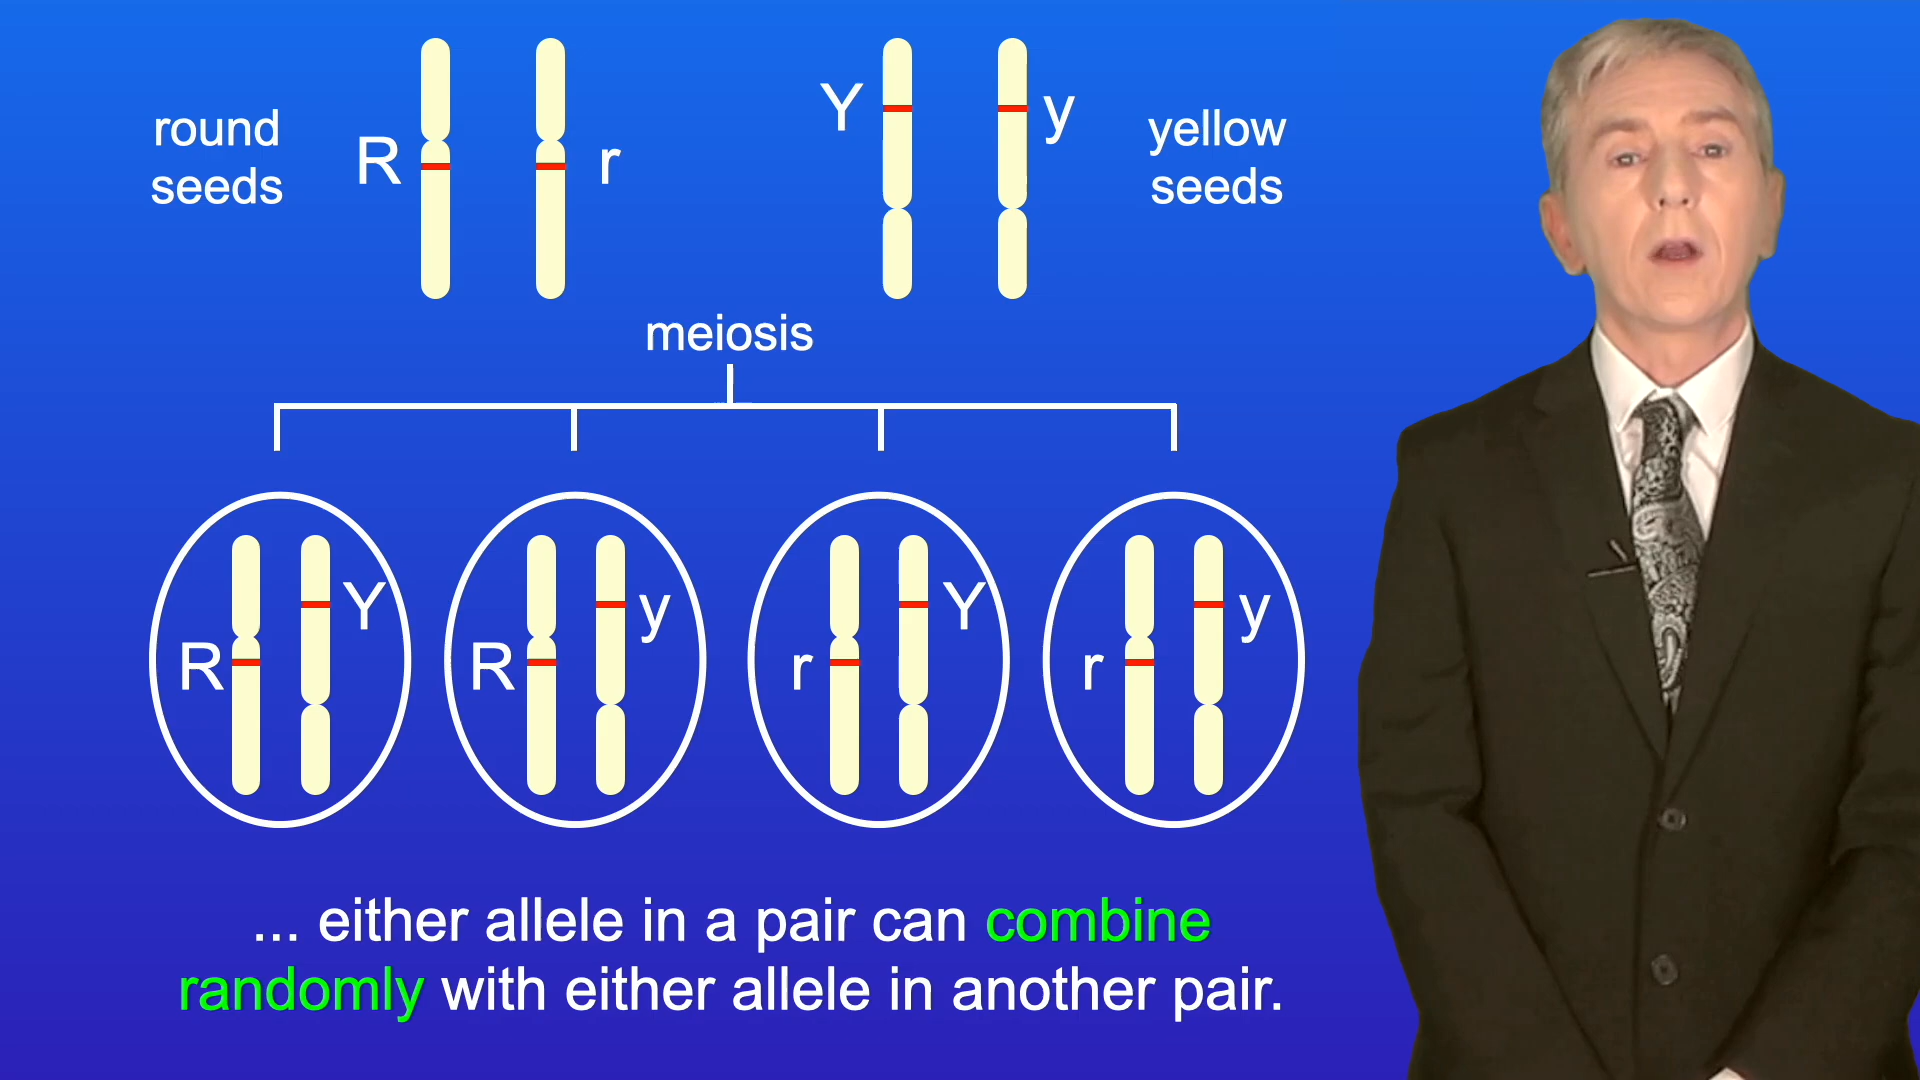 round
seeds
R
r
Y
y
yellow
seeds
meiosis
R
Y
R
y
r
Y
r
y
... either allele in a pair can combine
randomly with either allele in another pair.